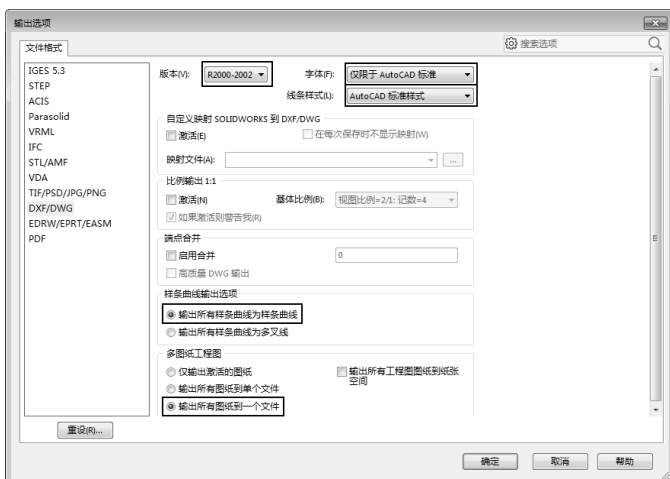 输出选项
文件格式
搜索选项
IGES 5.3
STEP
ACIS
Parasolid
VRML
IFC
STL/AMF
VDA
TIF/PSD/JPG/PNG
DXF/DWG
EDRW/EPRT/EASM
PDF
重设(R)...
版本(V): R2000-2002 字体(F): 仅限于 AutoCAD 标准
线条样式(L): AutoCAD 标准样式
自定义映射 SOLIDWORKS 到 DXF/DWG
激活(E) 在每次保存时不显示映射(W)
映射文件(A): ...
比例输出 1:1
激活(N) 基体比例(B): 视图比例=2/1: 记数=4
如果激活则警告我(R)
端点合并
启用合并 0
高质量 DWG 输出
样条曲线输出选项
输出所有样条曲线为样条曲线
输出所有样条曲线为多叉线
多图纸工程图
仅输出激活的图纸 输出所有工程图图纸到纸张
空间
输出所有图纸到单个文件
输出所有图纸到一个文件
确定 取消 帮助